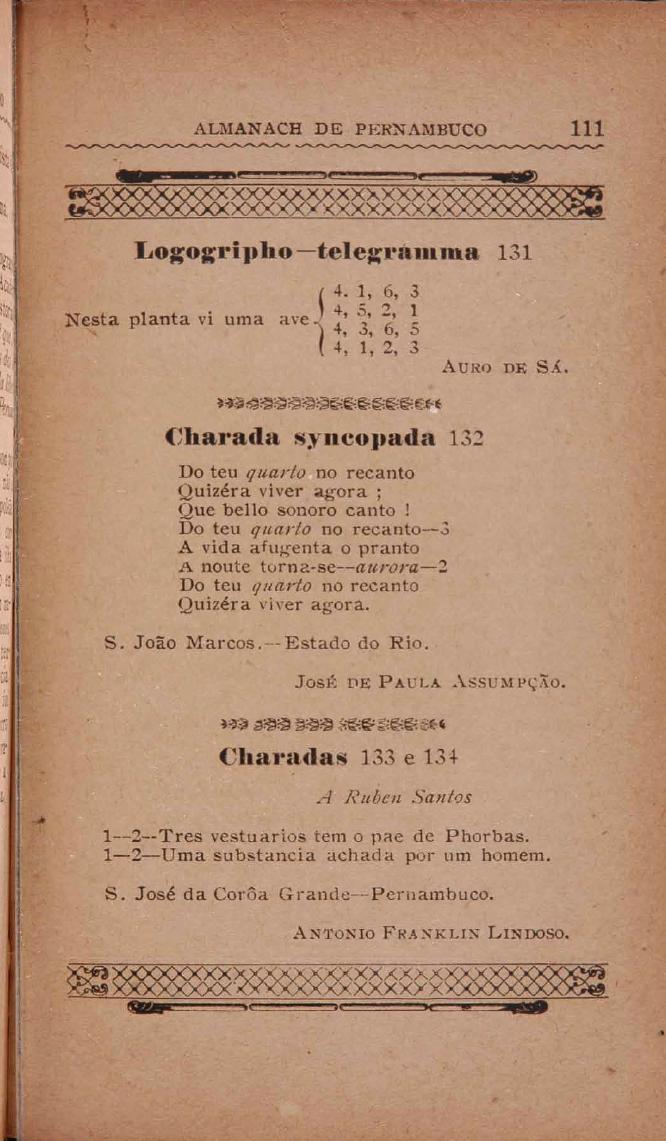 ALMANACH DE PERNAMBUCO 111
Logogripho—telegramma 131
4. 1, 6, 3
4, 5, 2, 1
Nesta planta vi uma ave
4, 3, 6, 5
4, 1, 2, 3
AURO DE SÁ.
Charada syncopada 132
Do teu quarto no recanto
Quizéra viver agora ;
Que bello sonoro canto !
Do teu quarto no recanto—3
A vida afugenta o pranto
A noute torna-se—aurora—2
Do teu quarto no recanto
Quizéra viver agora.
S. João Marcos.—Estado do Rio.
JOSÉ DE PAULA ASSUMPÇÃO.
Charadas 133 e 134
A Ruben Santos
1—2—Tres vestuarios tem o pae de Phorbas.
1—2—Uma substancia achada por um homem.
S. José da Corôa Grande—Pernambuco.
ANTONIO FRANKLIN LINDOSO.